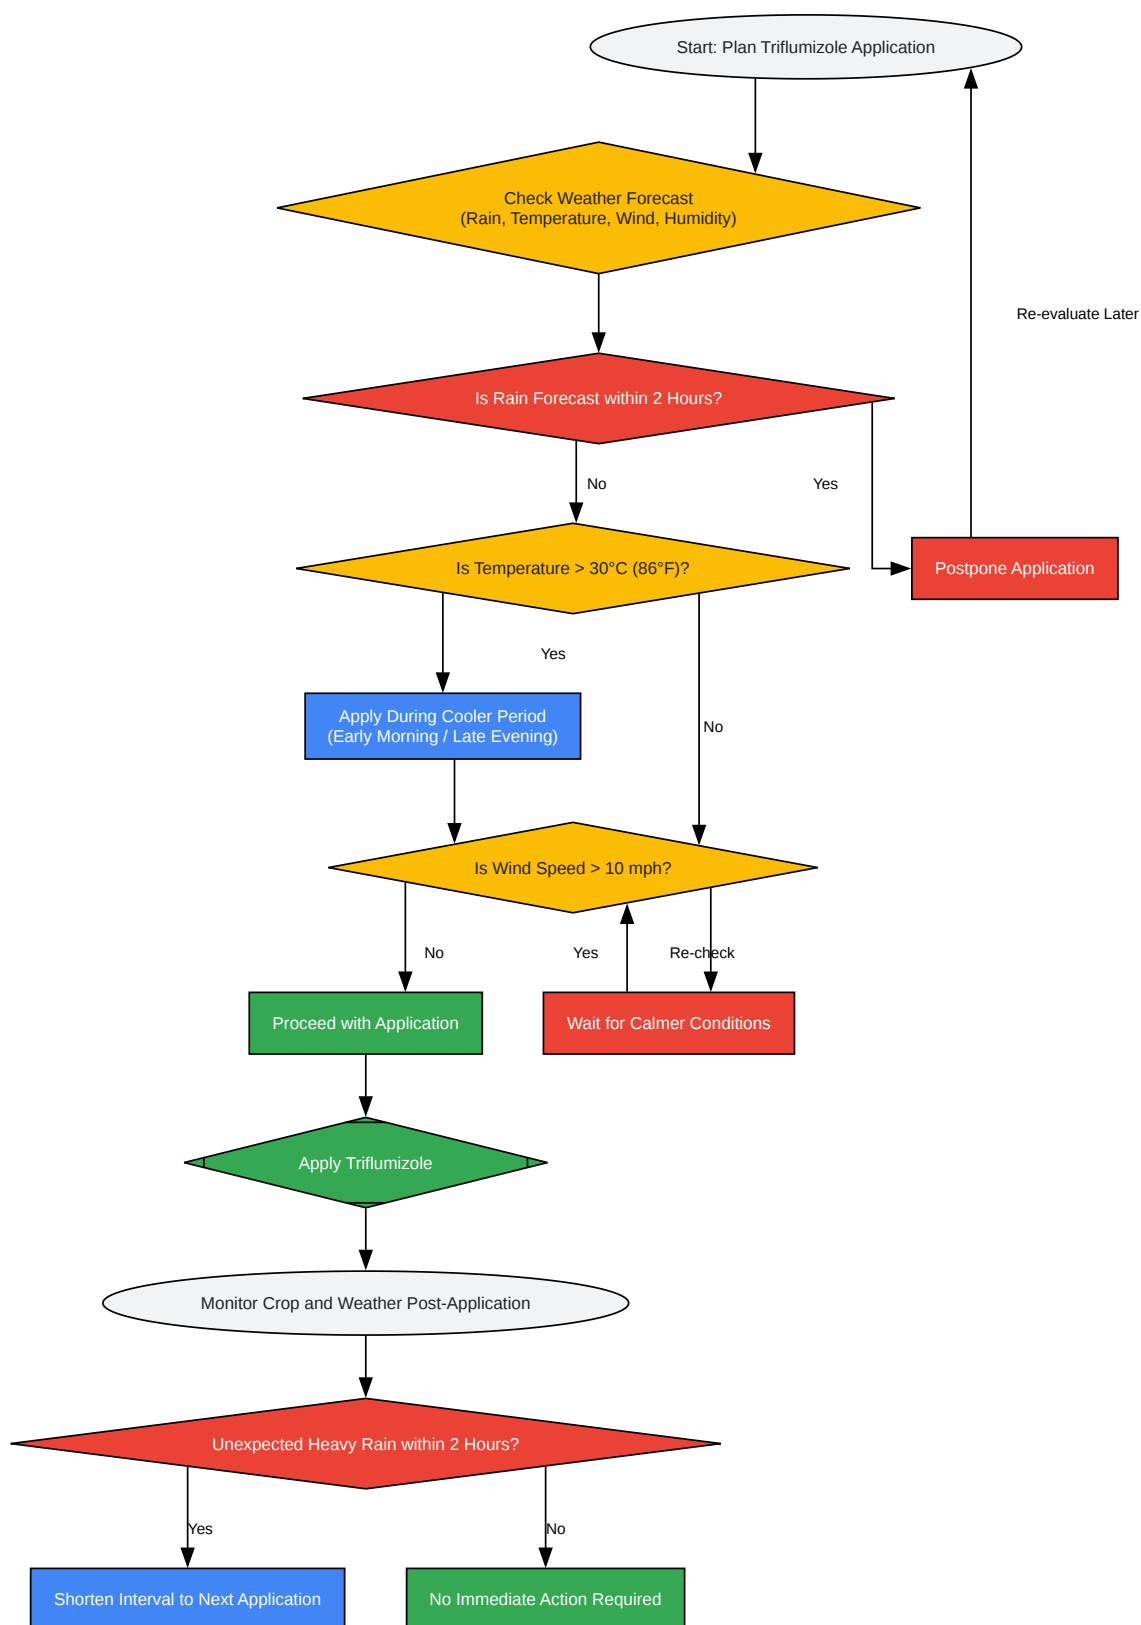 Start: Plan Triflumizole Application
Check Weather Forecast
(Rain, Temperature, Wind, Humidity)
Re-evaluate Later
Is Rain Forecast within 2 Hours?
No
Yes
Is Temperature > 30°C (86°F)?
Postpone Application
Yes
Apply During Cooler Period
(Early Morning / Late Evening)
No
Is Wind Speed > 10 mph?
No
Yes
Re-check
Proceed with Application
Wait for Calmer Conditions
Apply Triflumizole
Monitor Crop and Weather Post-Application
Unexpected Heavy Rain within 2 Hours?
Yes
No
Shorten Interval to Next Application
No Immediate Action Required